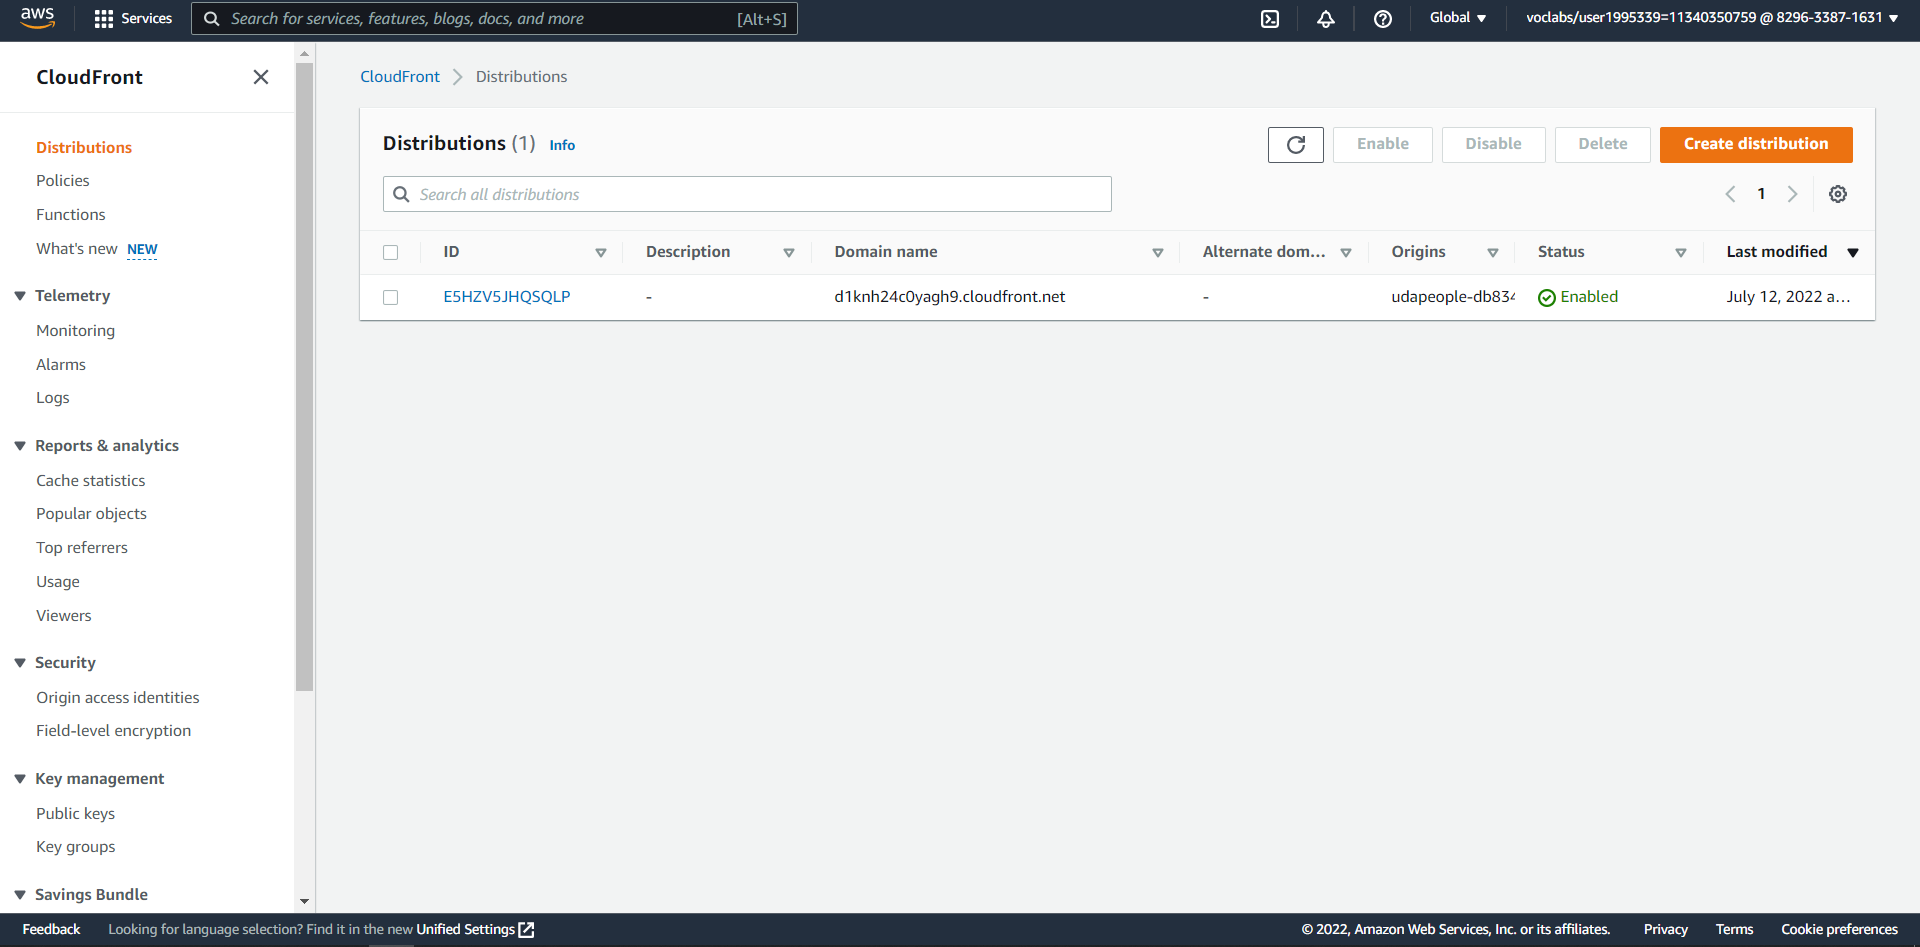 aws Services Search for services, features, blogs, docs, and more [Alt+S] Global voclabs/user1995339=11340350759 @ 8296-3387-1631
CloudFront
Distributions
Policies
Functions
What's new NEW
Telemetry
Monitoring
Alarms
Logs
Reports & analytics
Cache statistics
Popular objects
Top referrers
Usage
Viewers
Security
Origin access identities
Field-level encryption
Key management
Public keys
Key groups
Savings Bundle
CloudFront Distributions
Distributions (1) Info Enable Disable Delete Create distribution
Search all distributions 1
ID Description Domain name Alternate dom... Origins Status Last modified
E5HZV5JHQSQLP - d1knh24c0yagh9.cloudfront.net - udapeople-db834 Enabled July 12, 2022 a...
Feedback Looking for language selection? Find it in the new Unified Settings © 2022, Amazon Web Services, Inc. or its affiliates. Privacy Terms Cookie preferences